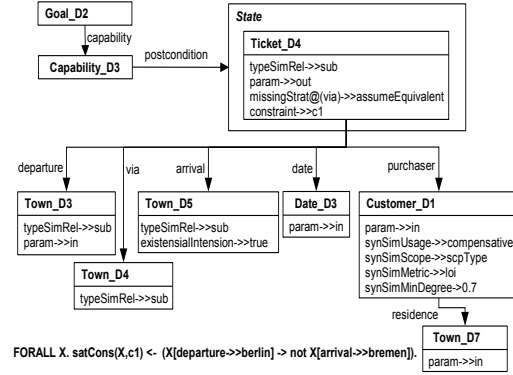 Goal_D2
capability
Capability_D3
postcondition
State
Ticket_D4
typeSimRel->>sub
param->>out
missingStrat@(via)->>assumeEquivalent
constraint->>c1
departure
via
arrival
date
purchaser
Town_D3
typeSimRel->>sub
param->>in
Town_D4
typeSimRel->>sub
Town_D5
typeSimRel->>sub
existensialIntension->>true
Date_D3
param->>in
Customer_D1
param->>in
synSimUsage->>compensative
synSimScope->>scpType
synSimMetric->>loi
synSimMinDegree->0.7
residence
Town_D7
param->>in
FORALL X. satCons(X,c1) <- (X[departure->>berlin] -> not X[arrival->>bremen]).